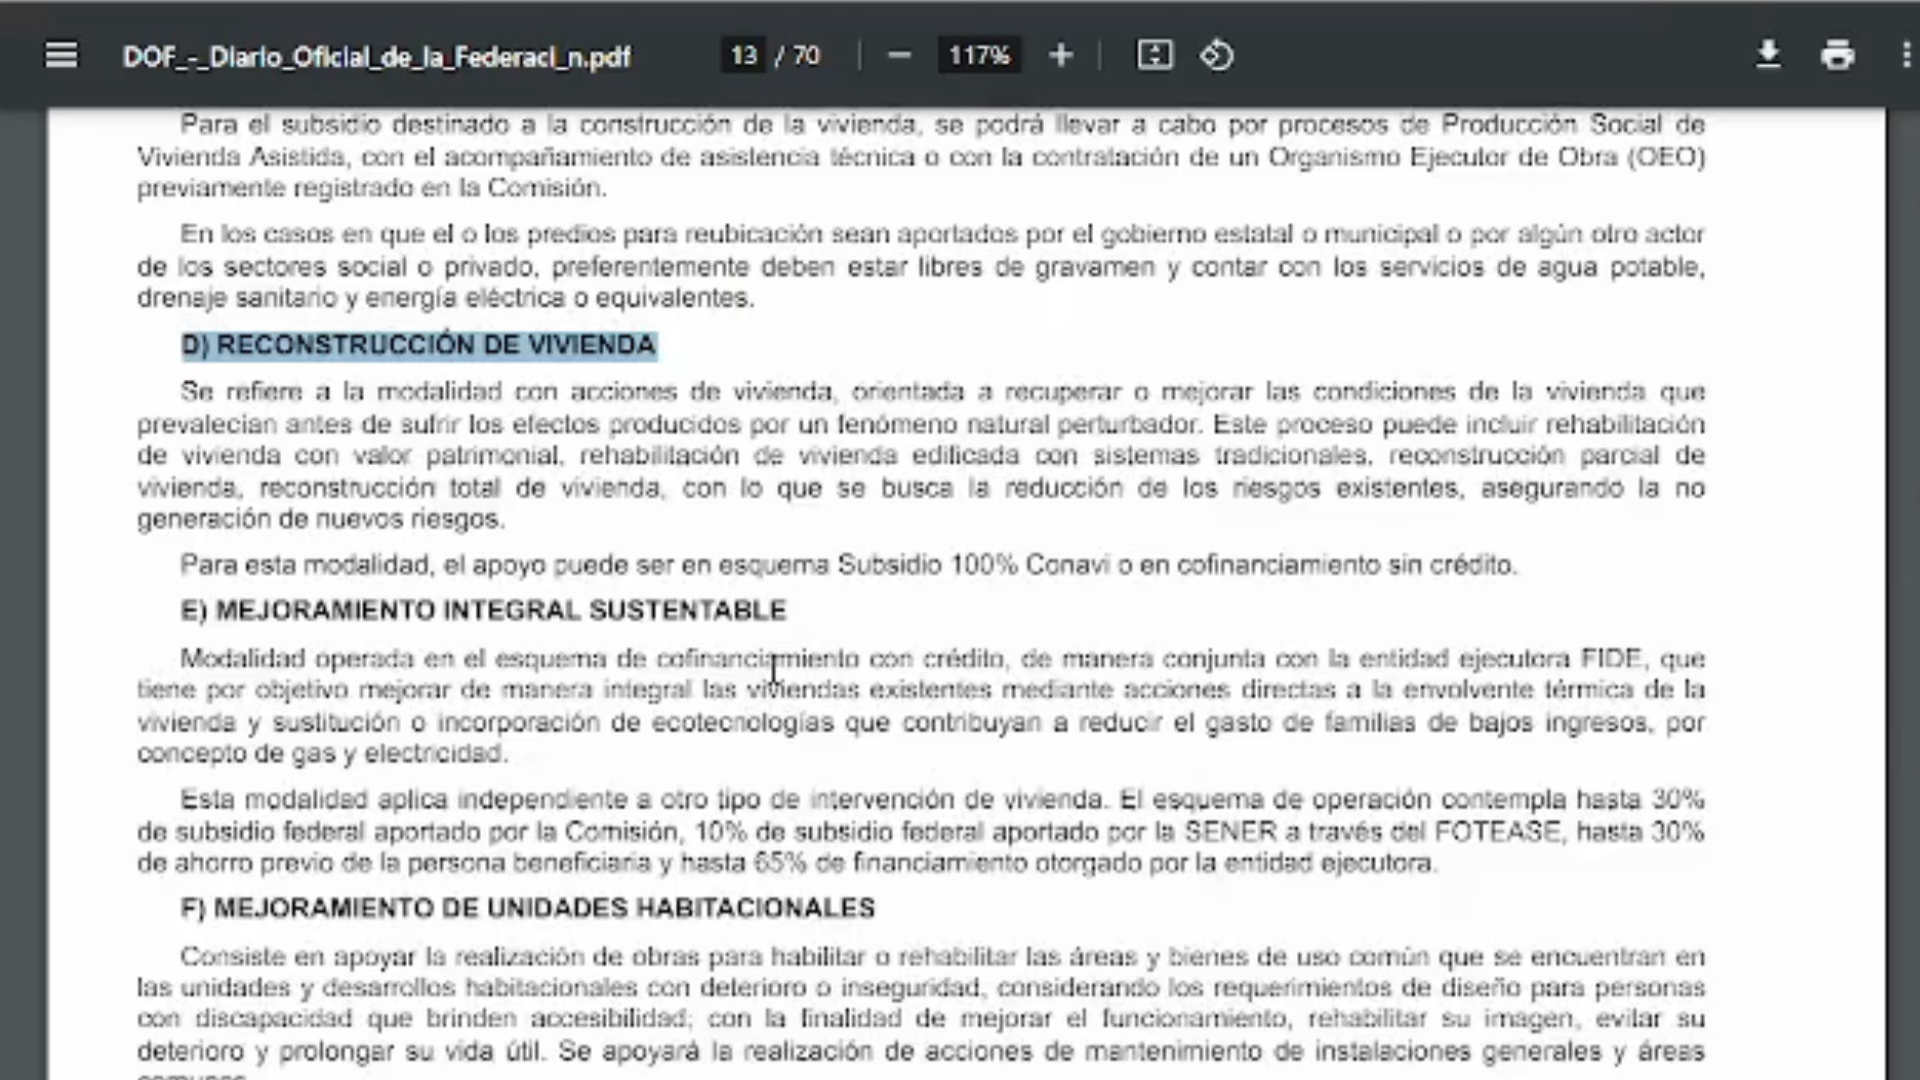 DOF_-_Diario_Oficial_de_la_Federaci_n.pdf
13 / 70
117%
Para el subsidio destinado a la construcción de la vivienda, se podrá llevar a cabo por procesos de Producción Social de
Vivienda Asistida, con el acompañamiento de asistencia técnica o con la contratación de un Organismo Ejecutor de Obra (OEO)
previamente registrado en la Comisión.
En los casos en que el o los predios para reubicación sean aportados por el gobierno estatal o municipal o por algún otro actor
de los sectores social o privado, preferentemente deben estar libres de gravamen y contar con los servicios de agua potable,
drenaje sanitario y energía eléctrica o equivalentes.
D) RECONSTRUCCIÓN DE VIVIENDA
Se refiere a la modalidad con acciones de vivienda, orientada a recuperar o mejorar las condiciones de la vivienda que
prevalecían antes de sufrir los efectos producidos por un fenómeno natural perturbador. Este proceso puede incluir rehabilitación
de vivienda con valor patrimonial, rehabilitación de vivienda edificada con sistemas tradicionales, reconstrucción parcial de
vivienda, reconstrucción total de vivienda, con lo que se busca la reducción de los riesgos existentes, asegurando la no
generación de nuevos riesgos.
Para esta modalidad, el apoyo puede ser en esquema Subsidio 100% Conavi o en cofinanciamiento sin crédito.
E) MEJORAMIENTO INTEGRAL SUSTENTABLE
Modalidad operada en el esquema de cofinanciamiento con crédito, de manera conjunta con la entidad ejecutora FIDE, que
tiene por objetivo mejorar de manera integral las viviendas existentes mediante acciones directas a la envolvente térmica de la
vivienda y sustitución o incorporación de ecotecnologías que contribuyan a reducir el gasto de familias de bajos ingresos, por
concepto de gas y electricidad.
Esta modalidad aplica independiente a otro tipo de intervención de vivienda. El esquema de operación contempla hasta 30%
de subsidio federal aportado por la Comisión, 10% de subsidio federal aportado por la SENER a través del FOTEASE, hasta 30%
de ahorro previo de la persona beneficiaria y hasta 65% de financiamiento otorgado por la entidad ejecutora.
F) MEJORAMIENTO DE UNIDADES HABITACIONALES
Consiste en apoyar la realización de obras para habilitar o rehabilitar las áreas y bienes de uso común que se encuentran en
las unidades y desarrollos habitacionales con deterioro o inseguridad, considerando los requerimientos de diseño para personas
con discapacidad que brinden accesibilidad; con la finalidad de mejorar el funcionamiento, rehabilitar su imagen, evitar su
deterioro y prolongar su vida útil. Se apoyará la realización de acciones de mantenimiento de instalaciones generales y áreas